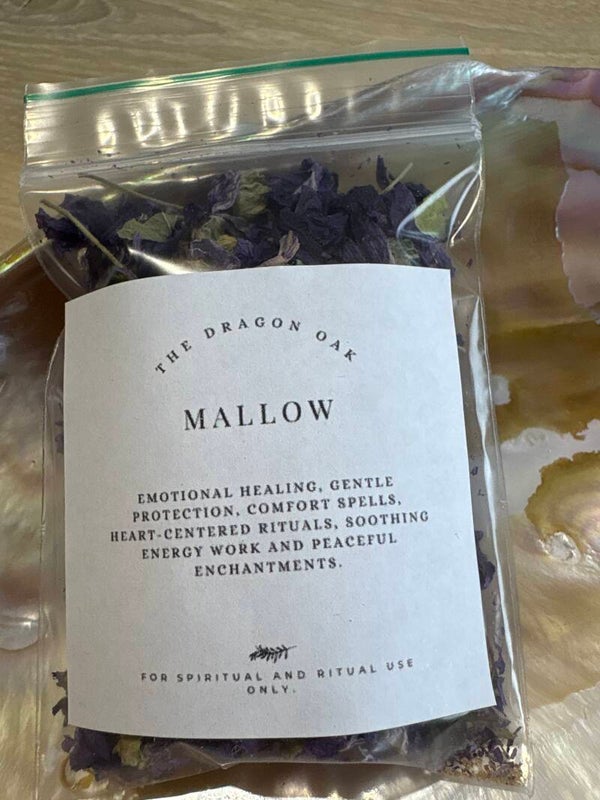 THE DRAGON OAK
MALLOW
EMOTIONAL HEALING, GENTLE
PROTECTION, COMFORT SPELLS,
HEART-CENTERED RITUALS, SOOTHING
ENERGY WORK AND PEACEFUL
ENCHANTMENTS.
FOR SPIRITUAL AND RITUAL USE
ONLY.